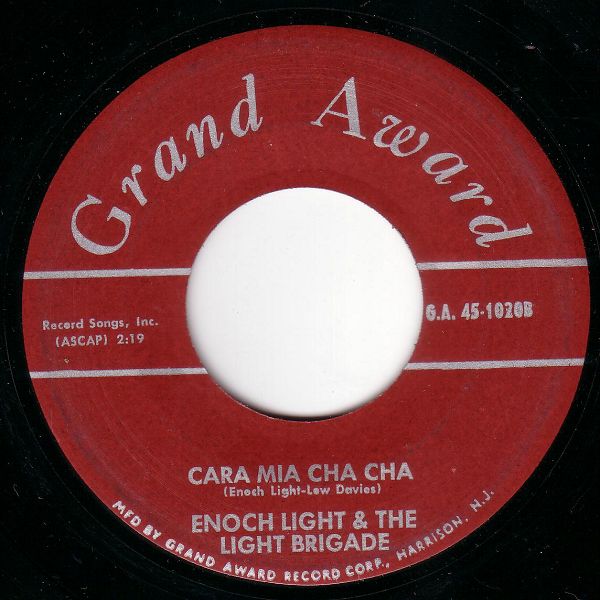 Grand Award
Record Songs, Inc.
(ASCAP) 2:19
G.A. 45-1020B
CARA MIA CHA CHA
(Enoch Light-Lew Davies)
ENOCH LIGHT & THE
LIGHT BRIGADE
MFD BY GRAND AWARD RECORD CORP., HARRISON, N.J.